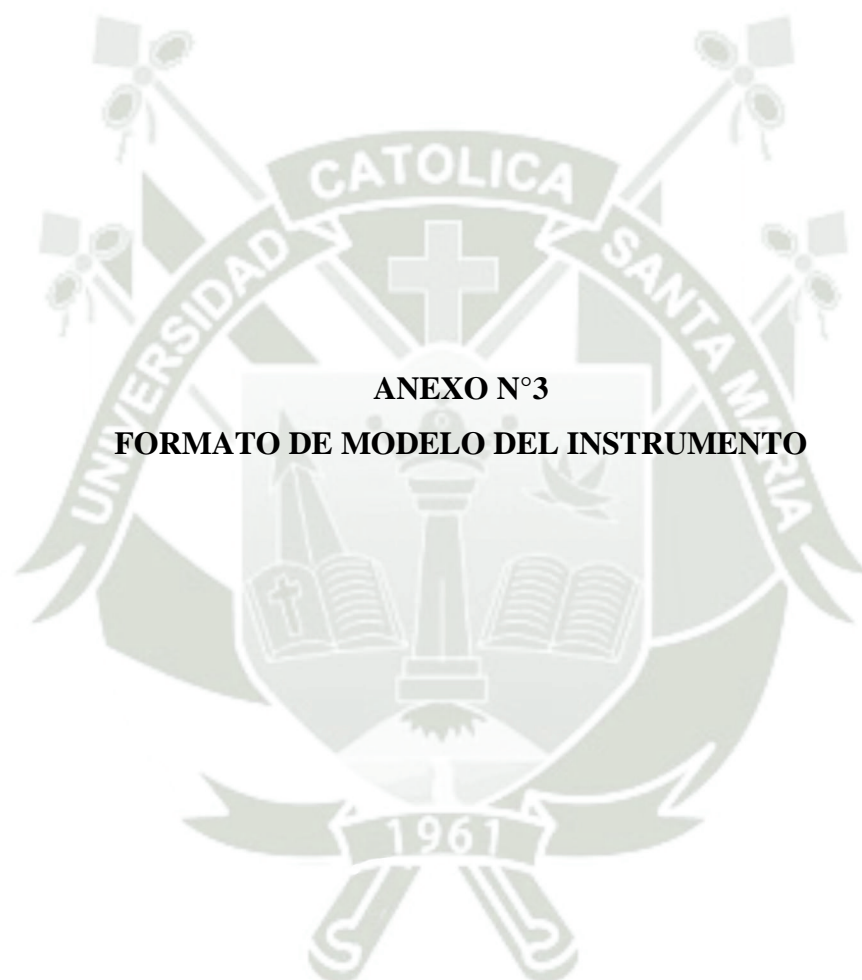 CATOLICA
UNIVERSIDAD
SANTA MARIA
ANEXO N°3
FORMATO DE MODELO DEL INSTRUMENTO
1961